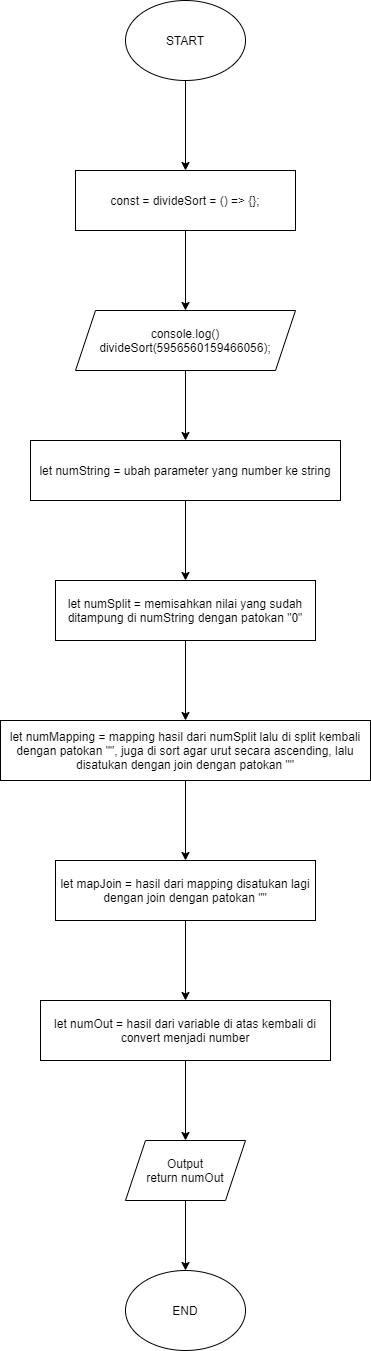 START
const = divideSort = () => {};
console.log()
divideSort(5956560159466056);
let numString = ubah parameter yang number ke string
let numSplit = memisahkan nilai yang sudah
ditampung di numString dengan patokan "0"
let numMapping = mapping hasil dari numSplit lalu di split kembali
dengan patokan "", juga di sort agar urut secara ascending, lalu
disatukan dengan join dengan patokan ""
let mapJoin = hasil dari mapping disatukan lagi
dengan join dengan patokan ""
let numOut = hasil dari variable di atas kembali di
convert menjadi number
Output
return numOut
END